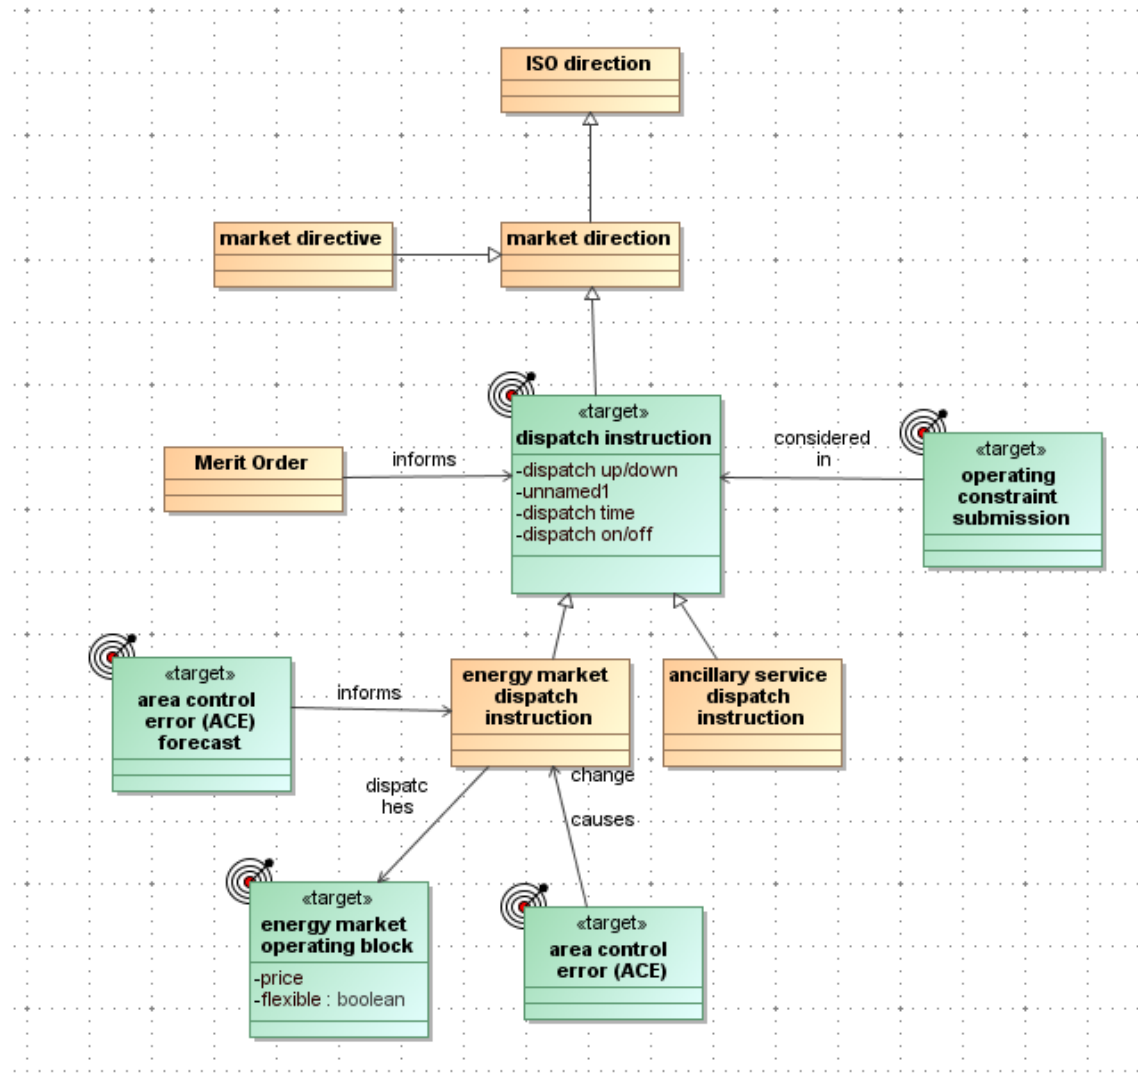 ISO direction
market directive
market direction
«target»
dispatch instruction
-dispatch up/down
-unnamed1
-dispatch time
-dispatch on/off
Merit Order
informs
considered
in
«target»
operating
constraint
submission
«target»
area control
error (ACE)
forecast
informs
energy market
dispatch
instruction
ancillary service
dispatch
instruction
dispatc
hes
change
causes
«target»
energy market
operating block
-price
-flexible : boolean
«target»
area control
error (ACE)